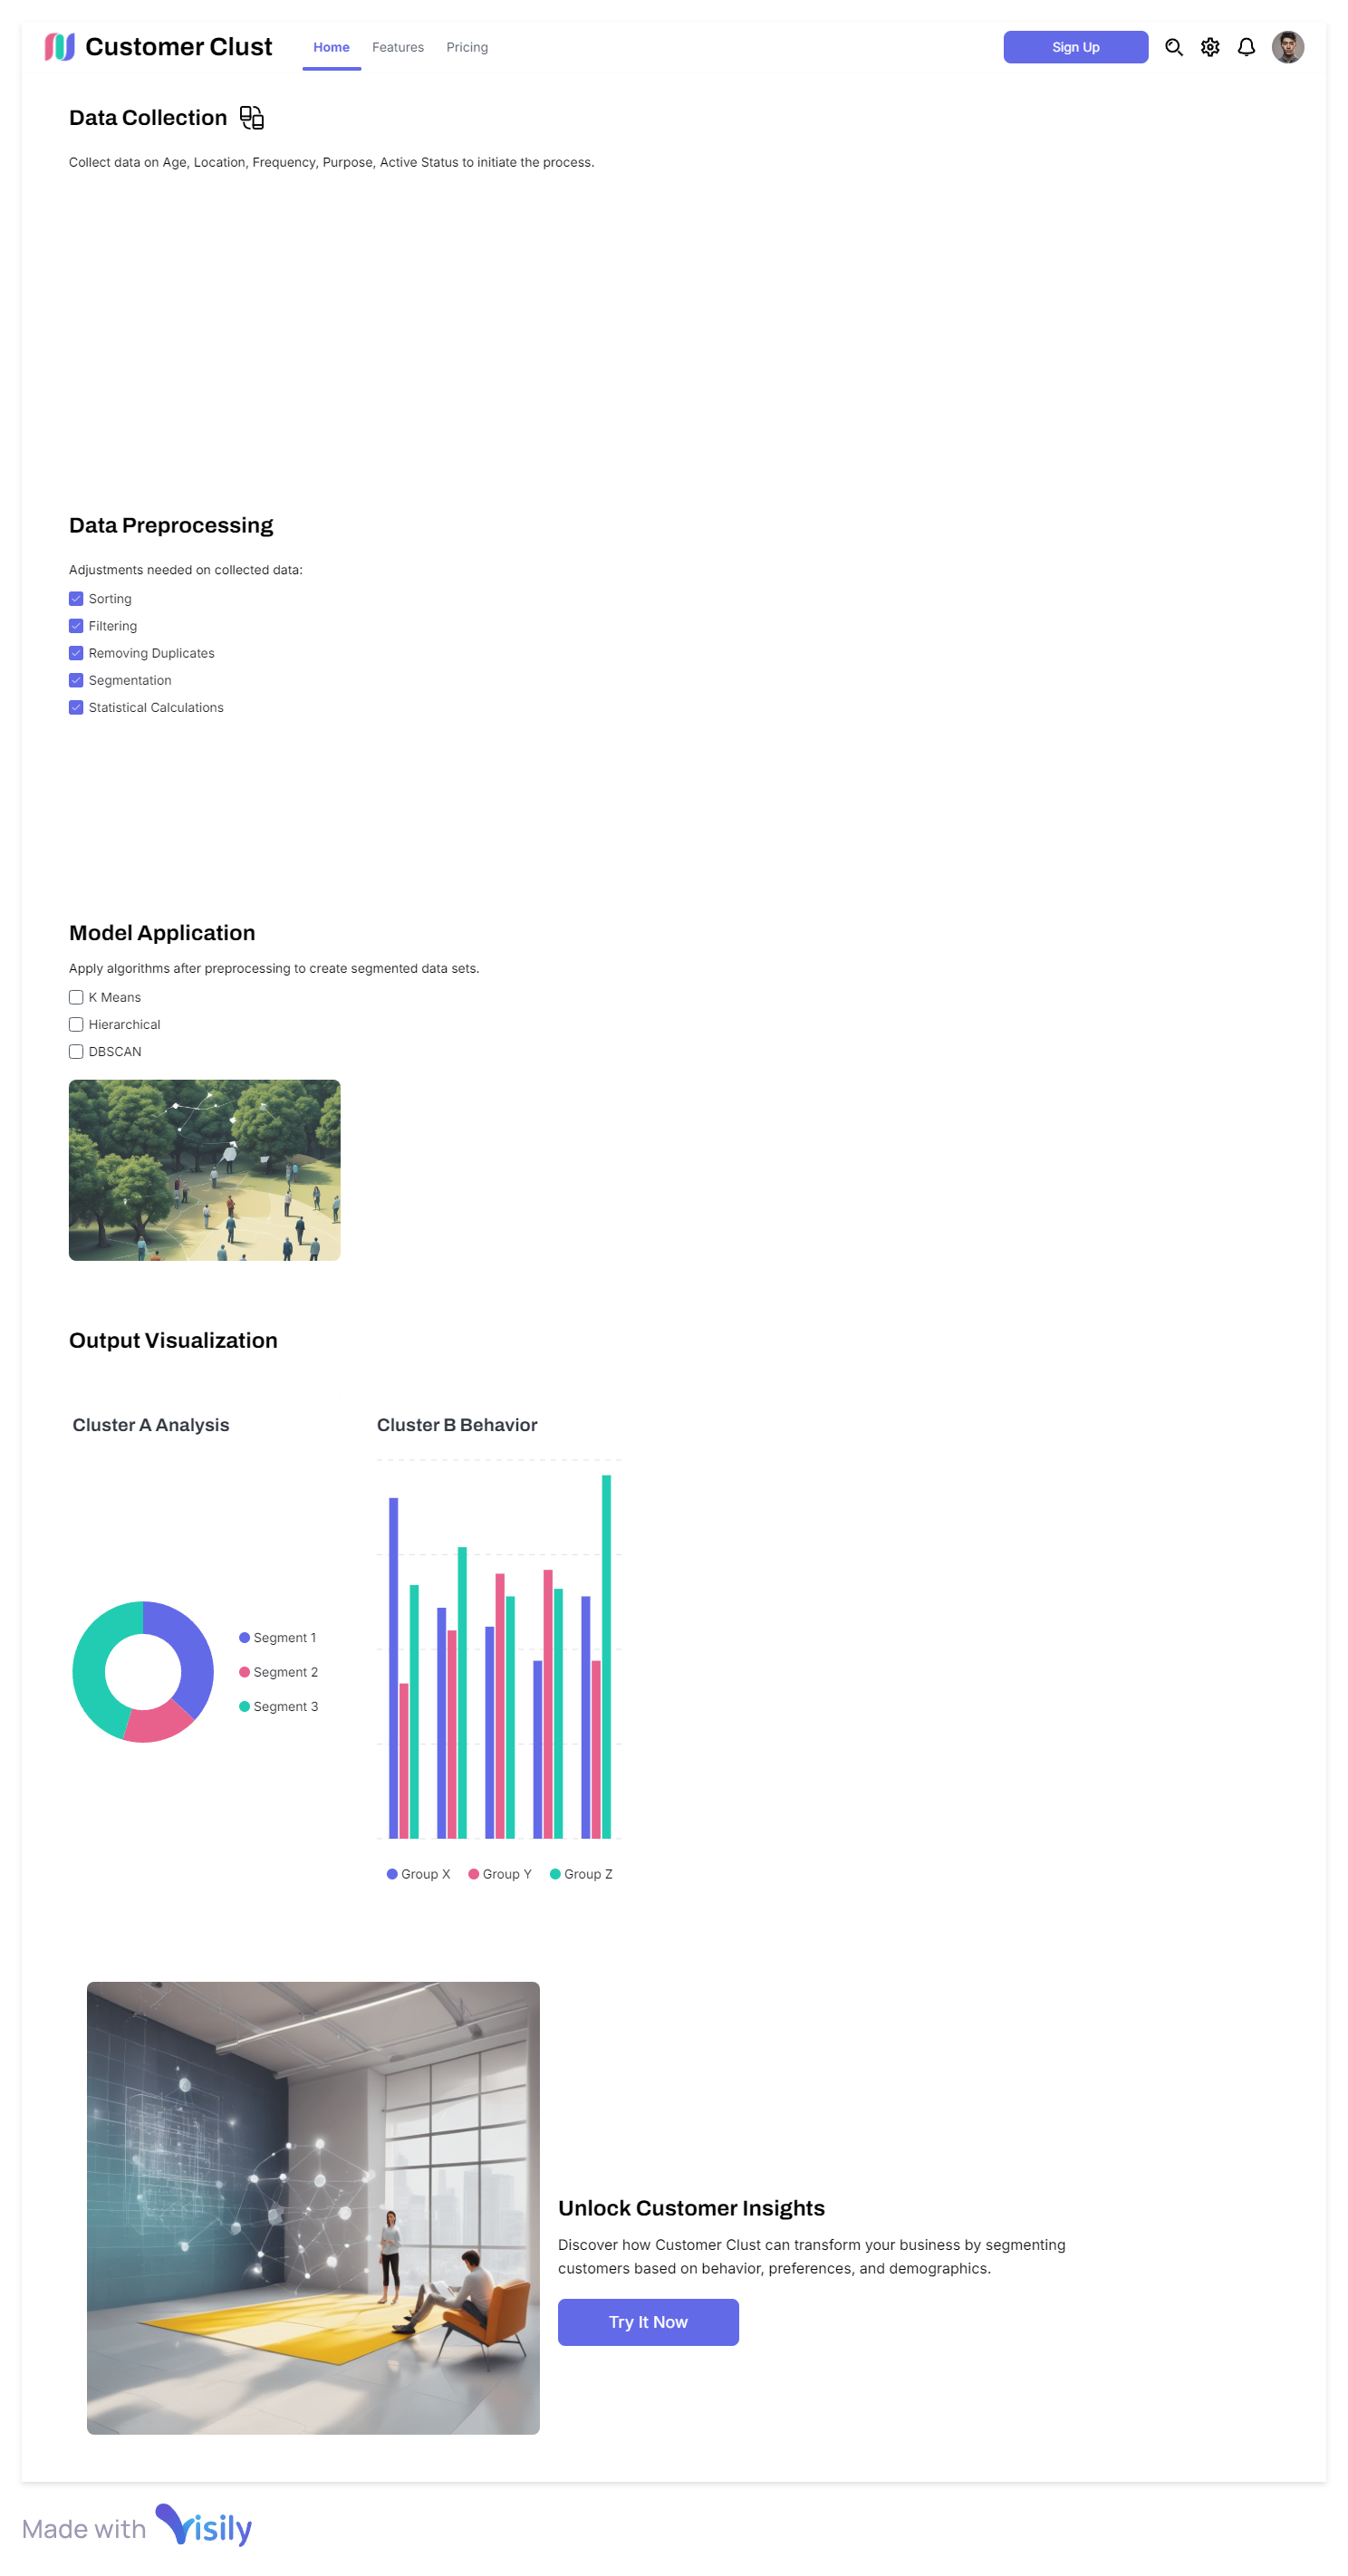 Customer Clust
Home
Features
Pricing
Sign Up
Data Collection
Collect data on Age, Location, Frequency, Purpose, Active Status to initiate the process.
Data Preprocessing
Adjustments needed on collected data:
Sorting
Filtering
Removing Duplicates
Segmentation
Statistical Calculations
Model Application
Apply algorithms after preprocessing to create segmented data sets.
K Means
Hierarchical
DBSCAN
Output Visualization
Cluster A Analysis
Segment 1
Segment 2
Segment 3
Cluster B Behavior
Group X
Group Y
Group Z
Unlock Customer Insights
Discover how Customer Clust can transform your business by segmenting
customers based on behavior, preferences, and demographics.
Try It Now
Made with Visily